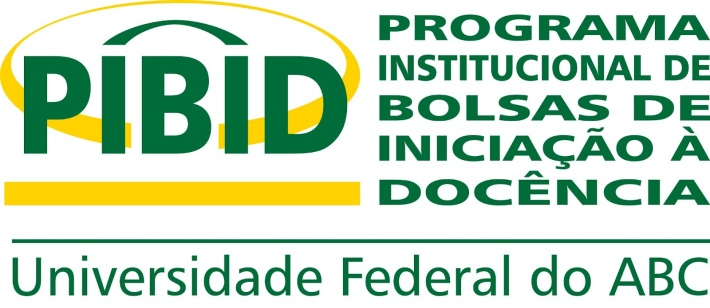 PIBID
PROGRAMA
INSTITUCIONAL DE
BOLSAS DE
INICIAÇÃO À
DOCÊNCIA
Universidade Federal do ABC